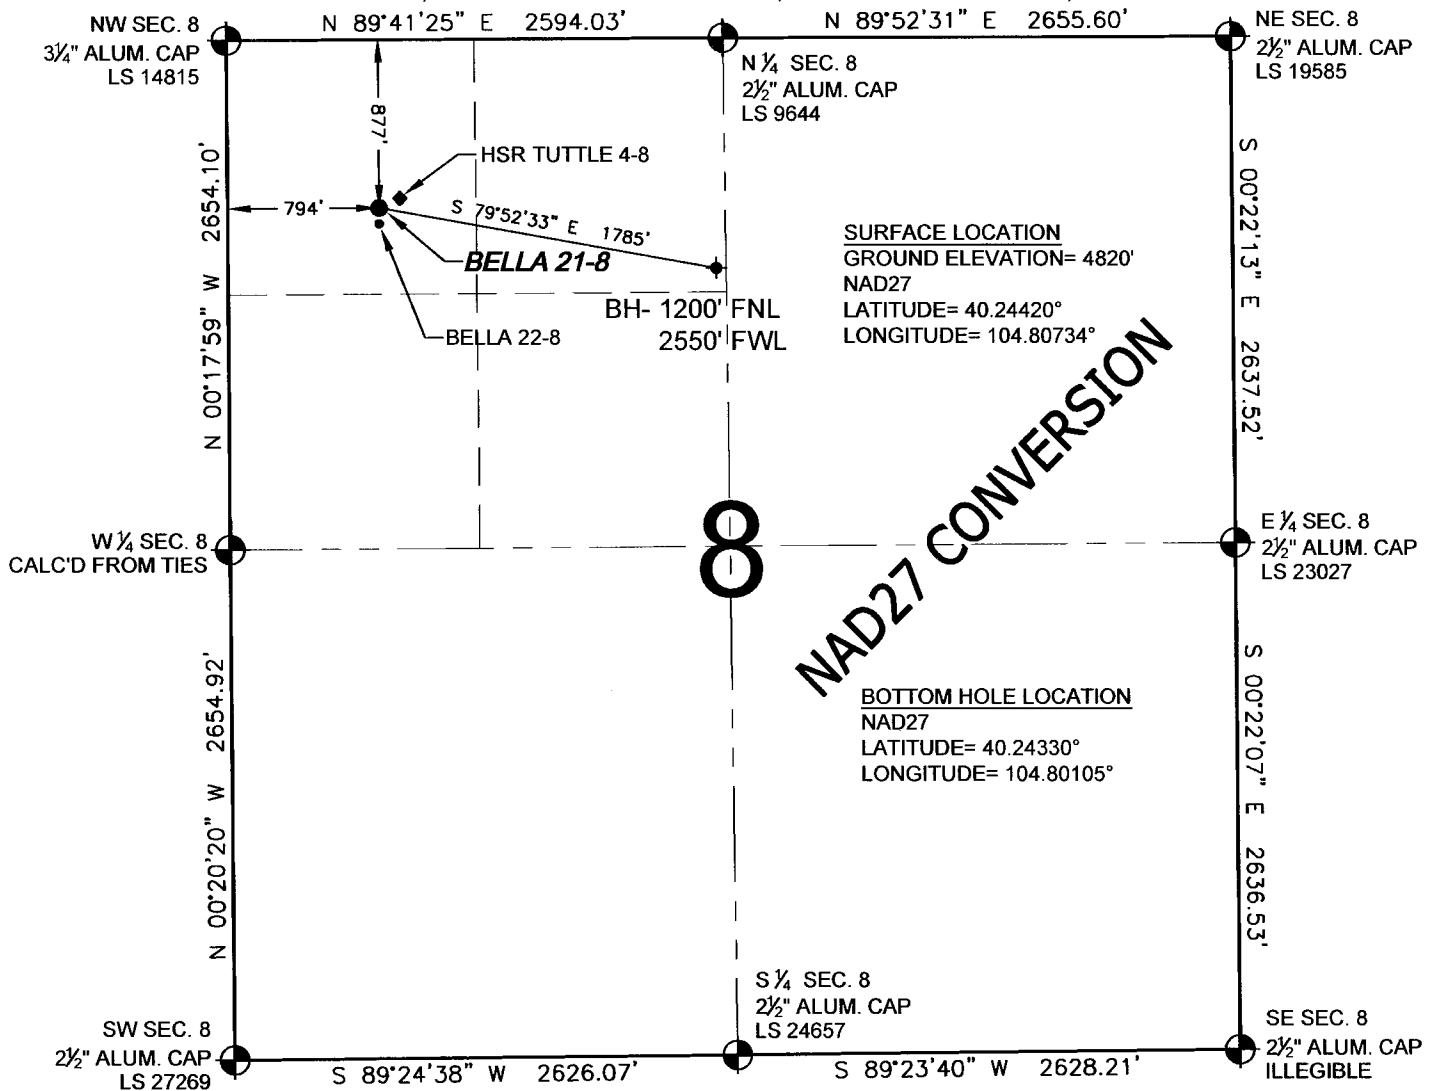 N 89°41'25" E 2594.03'
N 89°52'31" E 2655.60'
NW SEC. 8
3¼" ALUM. CAP
LS 14815
N ¼ SEC. 8
2½" ALUM. CAP
LS 9644
NE SEC. 8
2½" ALUM. CAP
LS 19585
877'
794'
HSR TUTTLE 4-8
S 79°52'33" E 1785'
BELLA 21-8
BELLA 22-8
BH- 1200' FNL
2550' FWL
SURFACE LOCATION
GROUND ELEVATION= 4820'
NAD27
LATITUDE= 40.24420°
LONGITUDE= 104.80734°
N 00°17'59" W 2654.10'
S 00°22'13" E 2637.52'
NAD27 CONVERSION
8
W ¼ SEC. 8
CALC'D FROM TIES
E ¼ SEC. 8
2½" ALUM. CAP
LS 23027
BOTTOM HOLE LOCATION
NAD27
LATITUDE= 40.24330°
LONGITUDE= 104.80105°
N 00°20'20" W 2654.92'
S 00°22'07" E 2636.53'
SW SEC. 8
2½" ALUM. CAP
LS 27269
S ¼ SEC. 8
2½" ALUM. CAP
LS 24657
SE SEC. 8
2½" ALUM. CAP
ILLEGIBLE
S 89°24'38" W 2626.07'
S 89°23'40" W 2628.21'